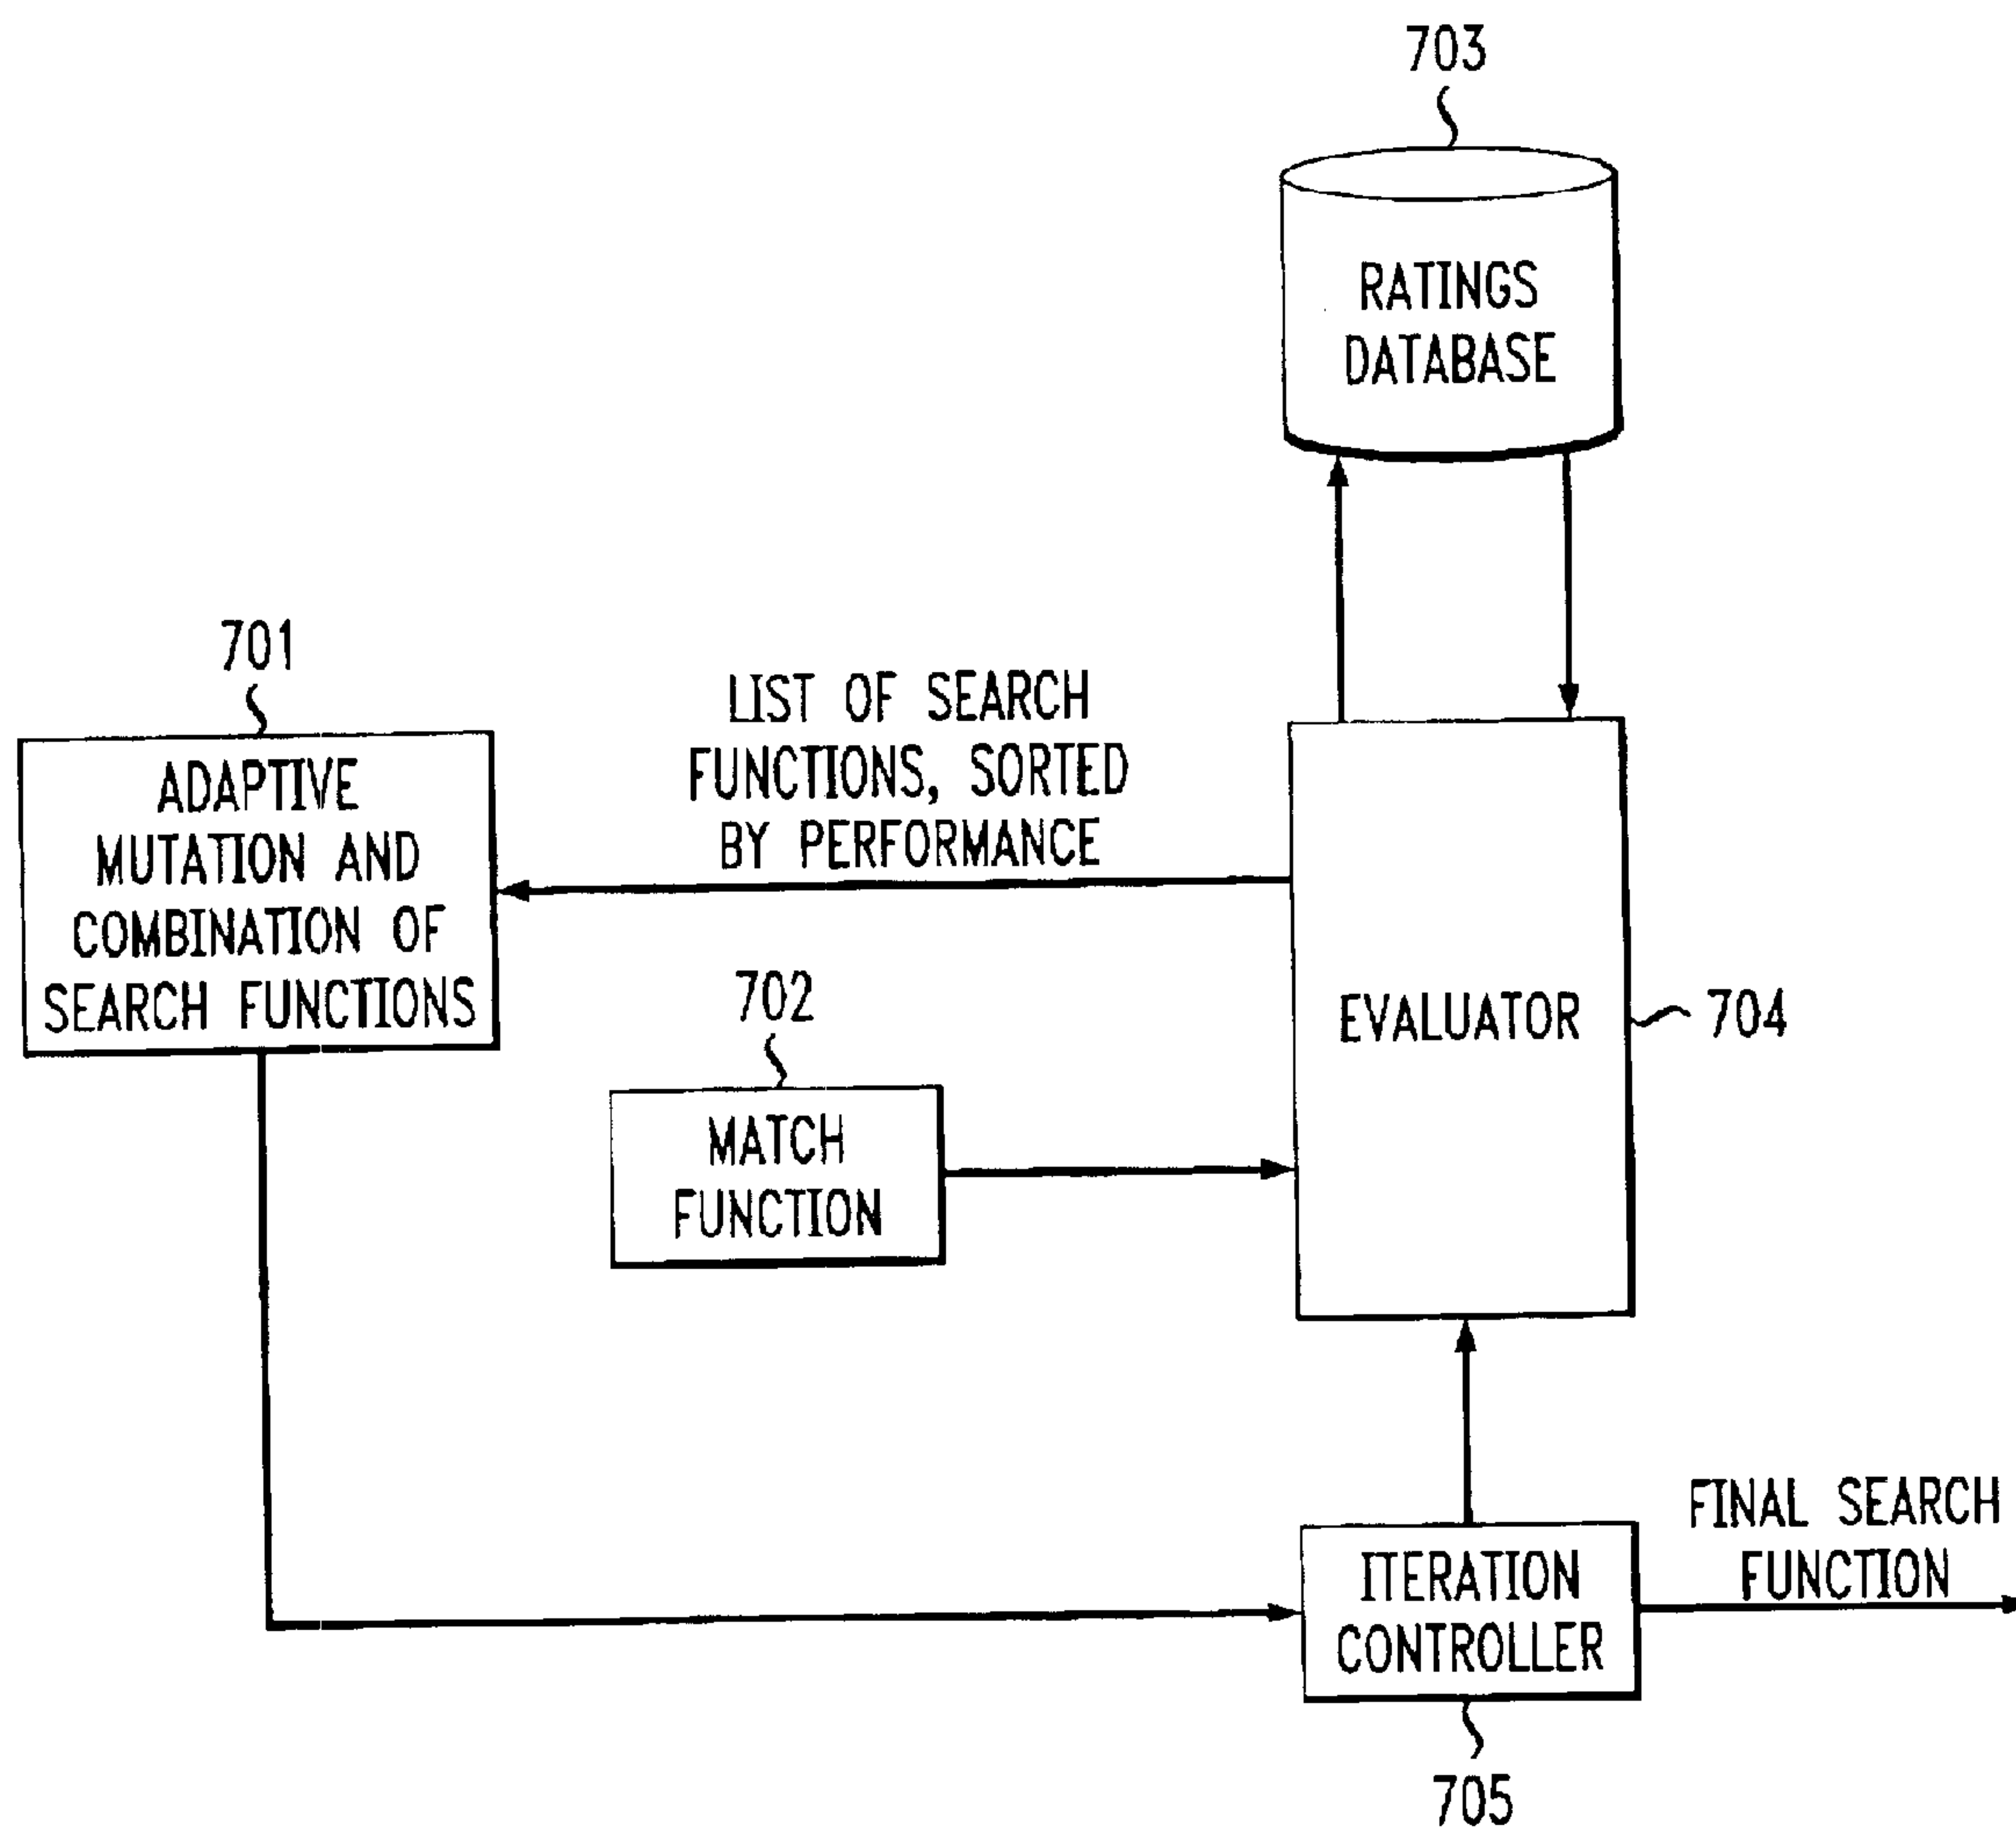 703
RATINGS
DATABASE
701
LIST OF SEARCH
FUNCTIONS, SORTED
BY PERFORMANCE
ADAPTIVE
MUTATION AND
COMBINATION OF
SEARCH FUNCTIONS
702
MATCH
FUNCTION
EVALUATOR
704
FINAL SEARCH
FUNCTION
ITERATION
CONTROLLER
705